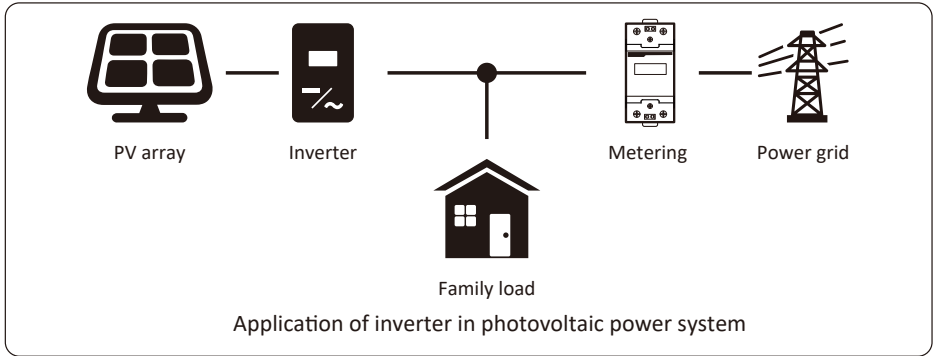 PV array
Inverter
Metering
Power grid
Family load
Application of inverter in photovoltaic power system